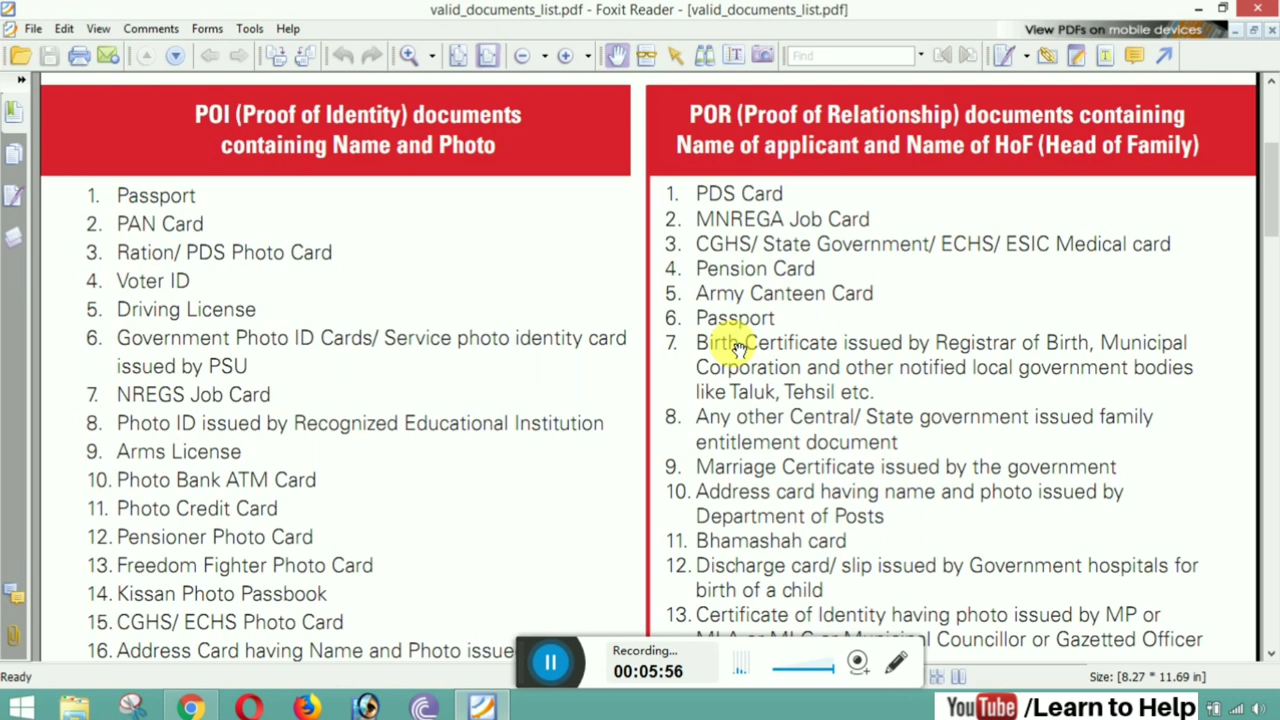 valid_documents_list.pdf - Foxit Reader - [valid_documents_list.pdf]
File Edit View Comments Forms Tools Help
View PDFs on mobile devices
Find
POI (Proof of Identity) documents
containing Name and Photo
1. Passport
2. PAN Card
3. Ration/ PDS Photo Card
4. Voter ID
5. Driving License
6. Government Photo ID Cards/ Service photo identity card
issued by PSU
7. NREGS Job Card
8. Photo ID issued by Recognized Educational Institution
9. Arms License
10. Photo Bank ATM Card
11. Photo Credit Card
12. Pensioner Photo Card
13. Freedom Fighter Photo Card
14. Kissan Photo Passbook
15. CGHS/ ECHS Photo Card
16. Address Card having Name and Photo issue
POR (Proof of Relationship) documents containing
Name of applicant and Name of HoF (Head of Family)
1. PDS Card
2. MNREGA Job Card
3. CGHS/ State Government/ ECHS/ ESIC Medical card
4. Pension Card
5. Army Canteen Card
6. Passport
7. Birth Certificate issued by Registrar of Birth, Municipal
Corporation and other notified local government bodies
like Taluk, Tehsil etc.
8. Any other Central/ State government issued family
entitlement document
9. Marriage Certificate issued by the government
10. Address card having name and photo issued by
Department of Posts
11. Bhamashah card
12. Discharge card/ slip issued by Government hospitals for
birth of a child
13. Certificate of Identity having photo issued by MP or
MLA or MLC or Municipal Councillor or Gazetted Officer
Recording...
00:05:56
Ready
Size: [8.27 * 11.69 in]
YouTube /Learn to Help